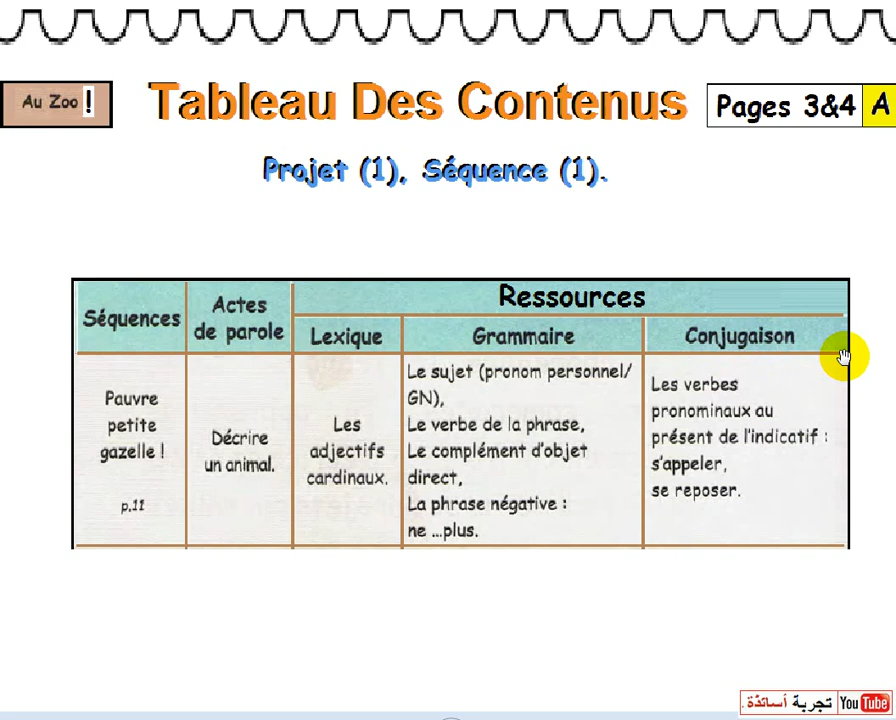 Au Zoo !
Tableau Des Contenus
Pages 3&4 A
Projet (1), Séquence (1).
Séquences
Actes
de parole
Ressources
Lexique
Grammaire
Conjugaison
Pauvre
petite
gazelle !
p.11
Décrire
un animal.
Les
adjectifs
cardinaux.
Le sujet (pronom personnel/
GN),
Le verbe de la phrase,
Le complément d'objet
direct,
La phrase négative :
ne ...plus.
Les verbes
pronominaux au
présent de l'indicatif :
s'appeler,
se reposer.
تجربة أساتذة. YouTube